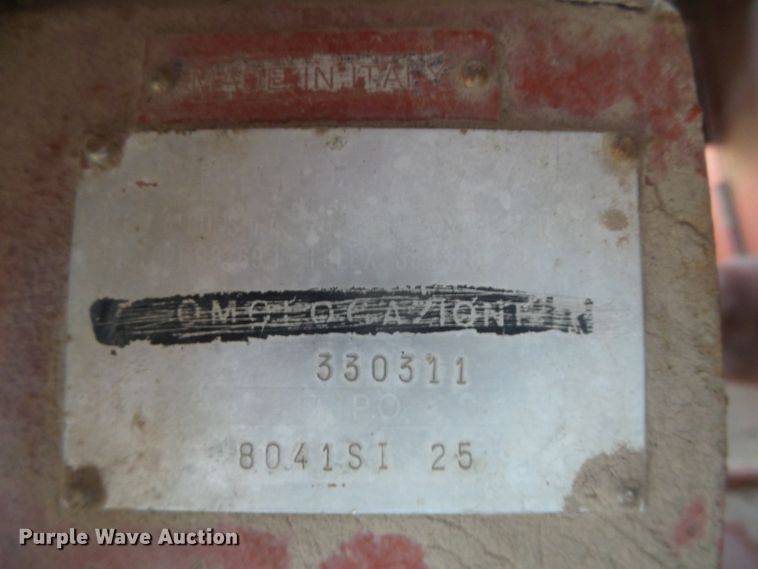 MADE IN ITALY
OMOLOGAZIONE
330311
TIPO
8041SI 25
Purple Wave Auction